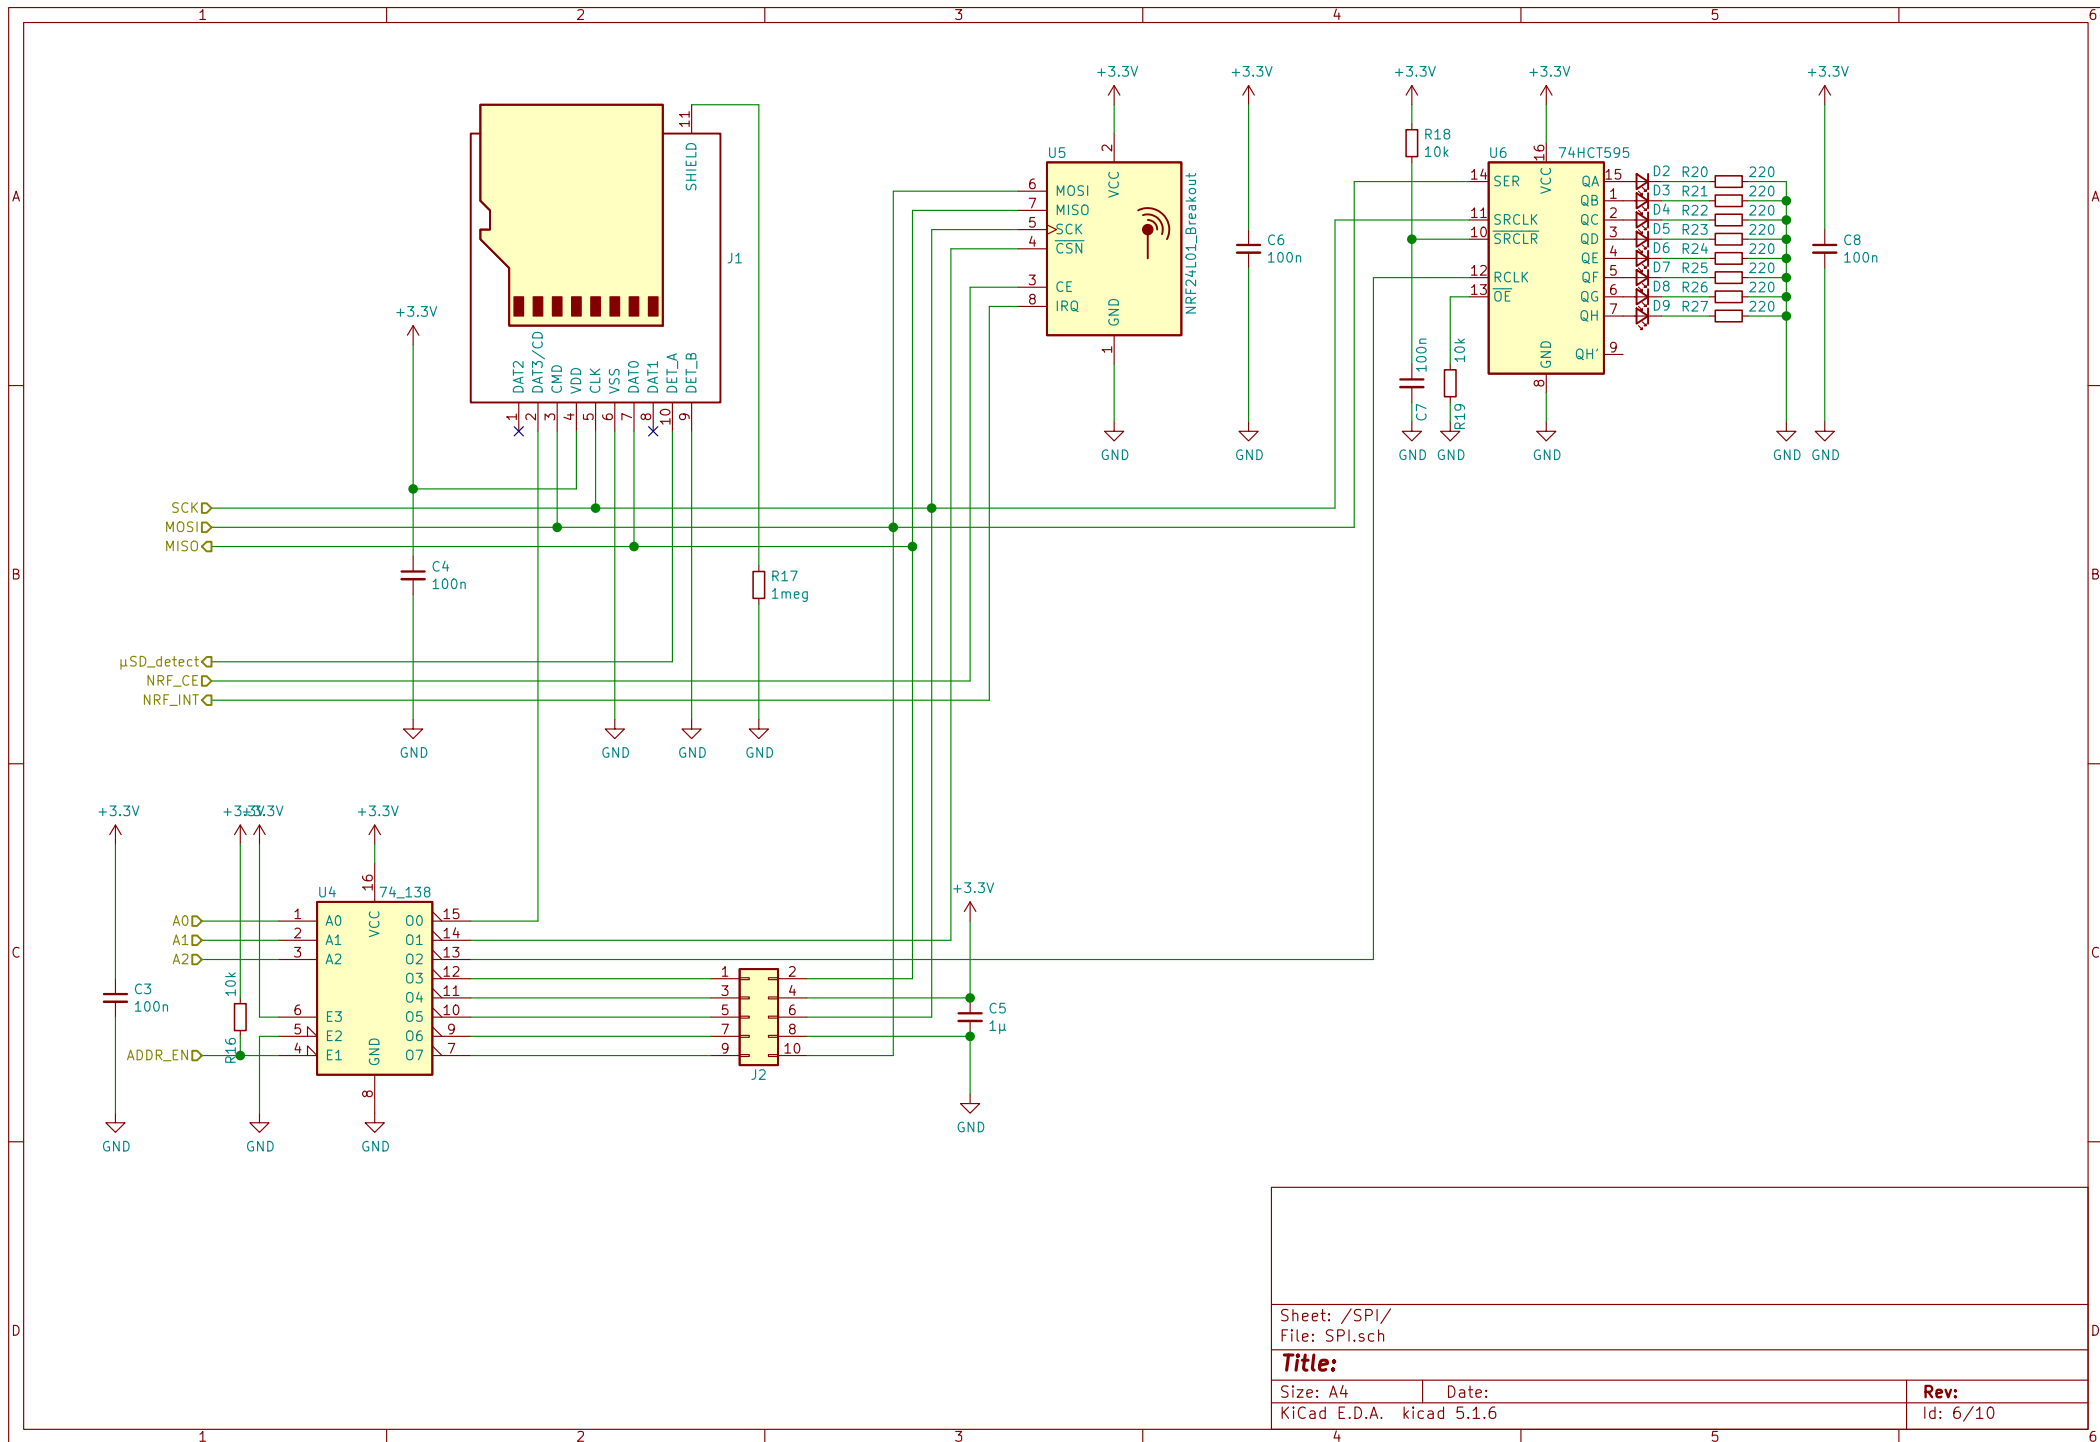 1 2 3 4 5 6
A
B
C
D
A
B
C
D
+3.3V
SHIELD
11
J1
DAT2
DAT3/CD
CMD
VDD
CLK
VSS
DAT0
DAT1
DET_A
DET_B
1 2 3 4 5 6 7 8 10 9
SCK
MOSI
MISO
C4
100n
R17
1meg
µSD_detect
NRF_CE
NRF_INT
GND
GND
GND
GND
+3.3V
U5
2
VCC
6 MOSI
7 MISO
5 SCK
4 CSN
3 CE
8 IRQ
GND
1
NRF24L01_Breakout
GND
+3.3V
C6
100n
GND
+3.3V
R18
10k
100n
C7
GND
10k
R19
GND
+3.3V
U6 74HCT595
16
VCC
14 SER
11 SRCLK
10 SRCLR
12 RCLK
13 OE
QA 15 D2 R20 220
QB 1 D3 R21 220
QC 2 D4 R22 220
QD 3 D5 R23 220
QE 4 D6 R24 220
QF 5 D7 R25 220
QG 6 D8 R26 220
QH 7 D9 R27 220
QH' 9
GND
8
GND
GND
+3.3V
C8
100n
GND
+3.3V
C3
100n
GND
+3.3V
+3.3V
10k
R16
GND
+3.3V
U4 74_138
16
VCC
A0 1 A0
A1 2 A1
A2 3 A2
6 E3
5 E2
ADDR_EN 4 E1
O0 15
O1 14
O2 13
O3 12
O4 11
O5 10
O6 9
O7 7
GND
8
GND
1 2
3 4
5 6
7 8
9 10
J2
+3.3V
C5
1µ
GND
Sheet: /SPI/
File: SPI.sch
Title:
Size: A4 Date: Rev:
KiCad E.D.A. kicad 5.1.6 Id: 6/10
1 2 3 4 5 6